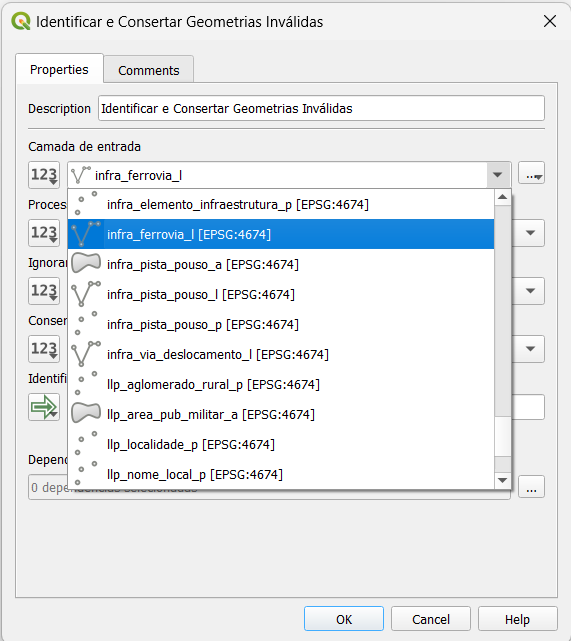 Identificar e Consertar Geometrias Inválidas
Properties
Comments
Description
Identificar e Consertar Geometrias Inválidas
Camada de entrada
123
infra_ferrovia_l
...
infra_elemento_infraestrutura_p [EPSG:4674]
Proces
123
infra_ferrovia_l [EPSG:4674]
Ignorar
infra_pista_pouso_a [EPSG:4674]
123
infra_pista_pouso_l [EPSG:4674]
Conser
infra_pista_pouso_p [EPSG:4674]
123
infra_via_deslocamento_l [EPSG:4674]
Identifi
llp_aglomerado_rural_p [EPSG:4674]
llp_area_pub_militar_a [EPSG:4674]
llp_localidade_p [EPSG:4674]
Depend
llp_nome_local_p [EPSG:4674]
0 dependências selecionadas
...
OK
Cancel
Help